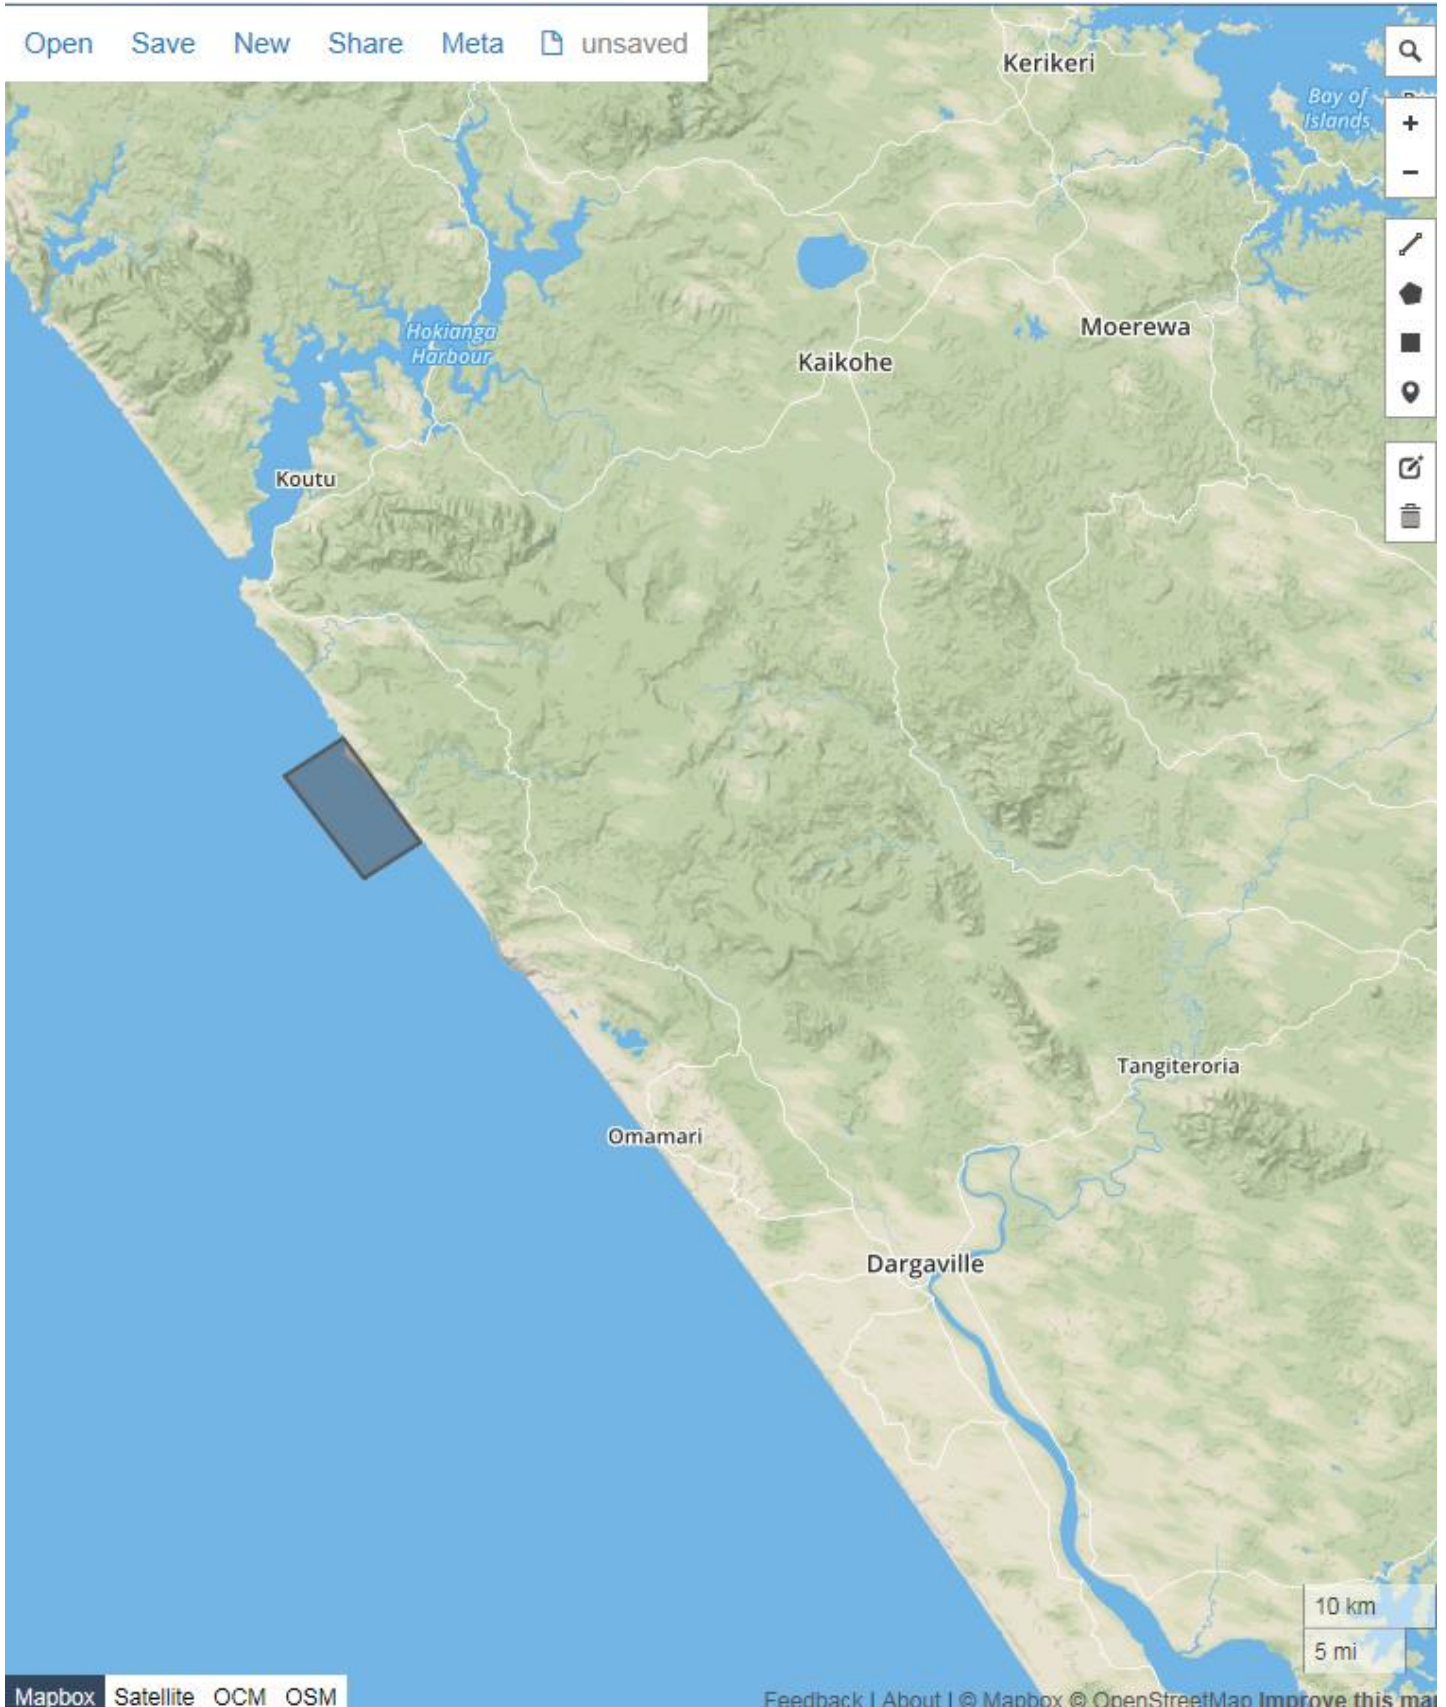 Open Save New Share Meta unsaved
Kerikeri
Bay of
Islands
Hokianga
Harbour
Moerewa
Kaikohe
Koutu
Tangiteroria
Omamari
Dargaville
10 km
5 mi
Mapbox Satellite OCM OSM
Feedback | About | © Mapbox © OpenStreetMap Improve this map